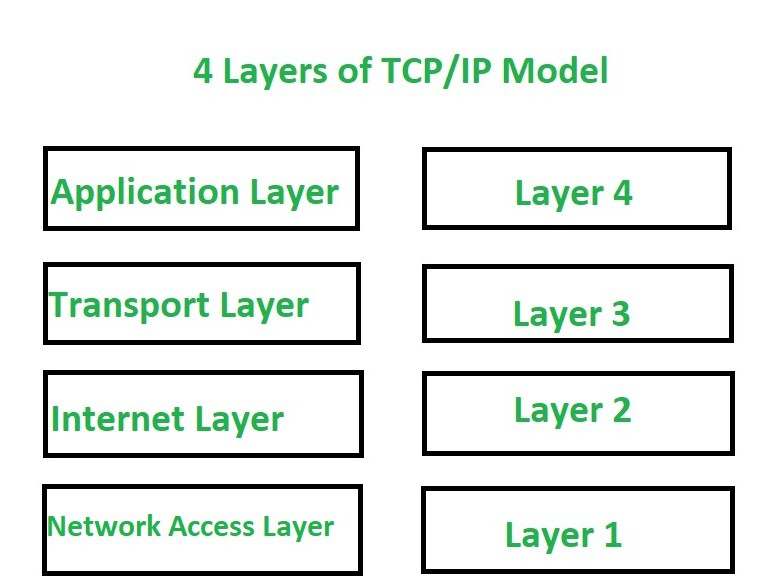 4 Layers of TCP/IP Model
Application Layer
Layer 4
Transport Layer
Layer 3
Internet Layer
Layer 2
Network Access Layer
Layer 1